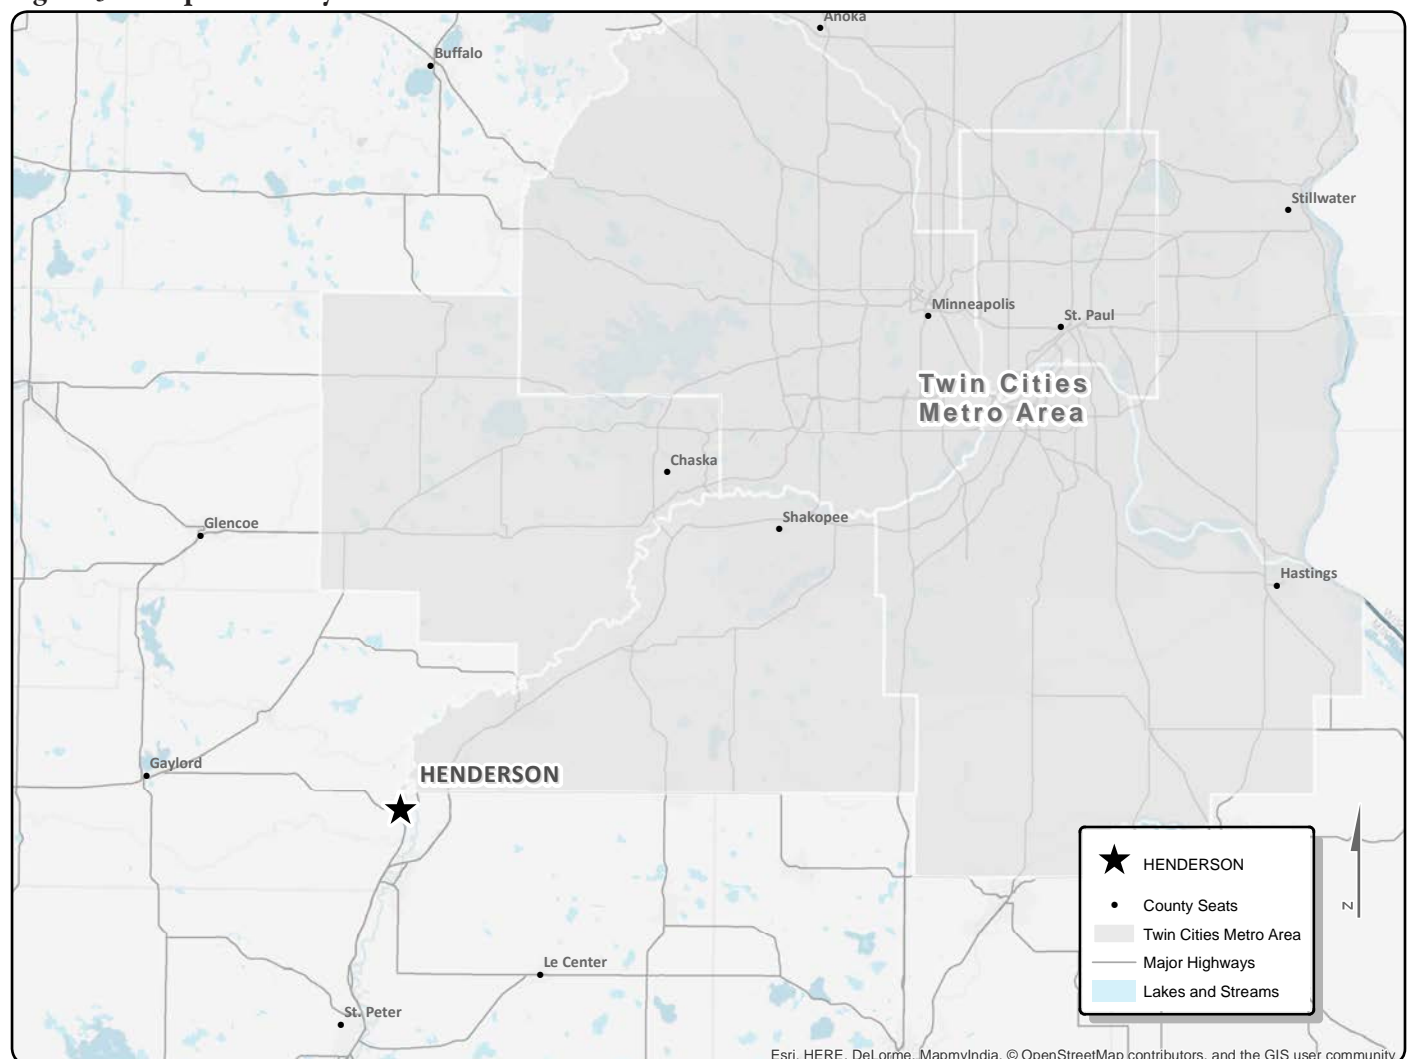 Anoka
Buffalo
Stillwater
Minneapolis
St. Paul
Twin Cities
Metro Area
Chaska
Shakopee
Glencoe
Hastings
Gaylord
HENDERSON
Le Center
St. Peter
HENDERSON
County Seats
Twin Cities Metro Area
Major Highways
Lakes and Streams
N
Esri, HERE, DeLorme, MapmyIndia, © OpenStreetMap contributors, and the GIS user community